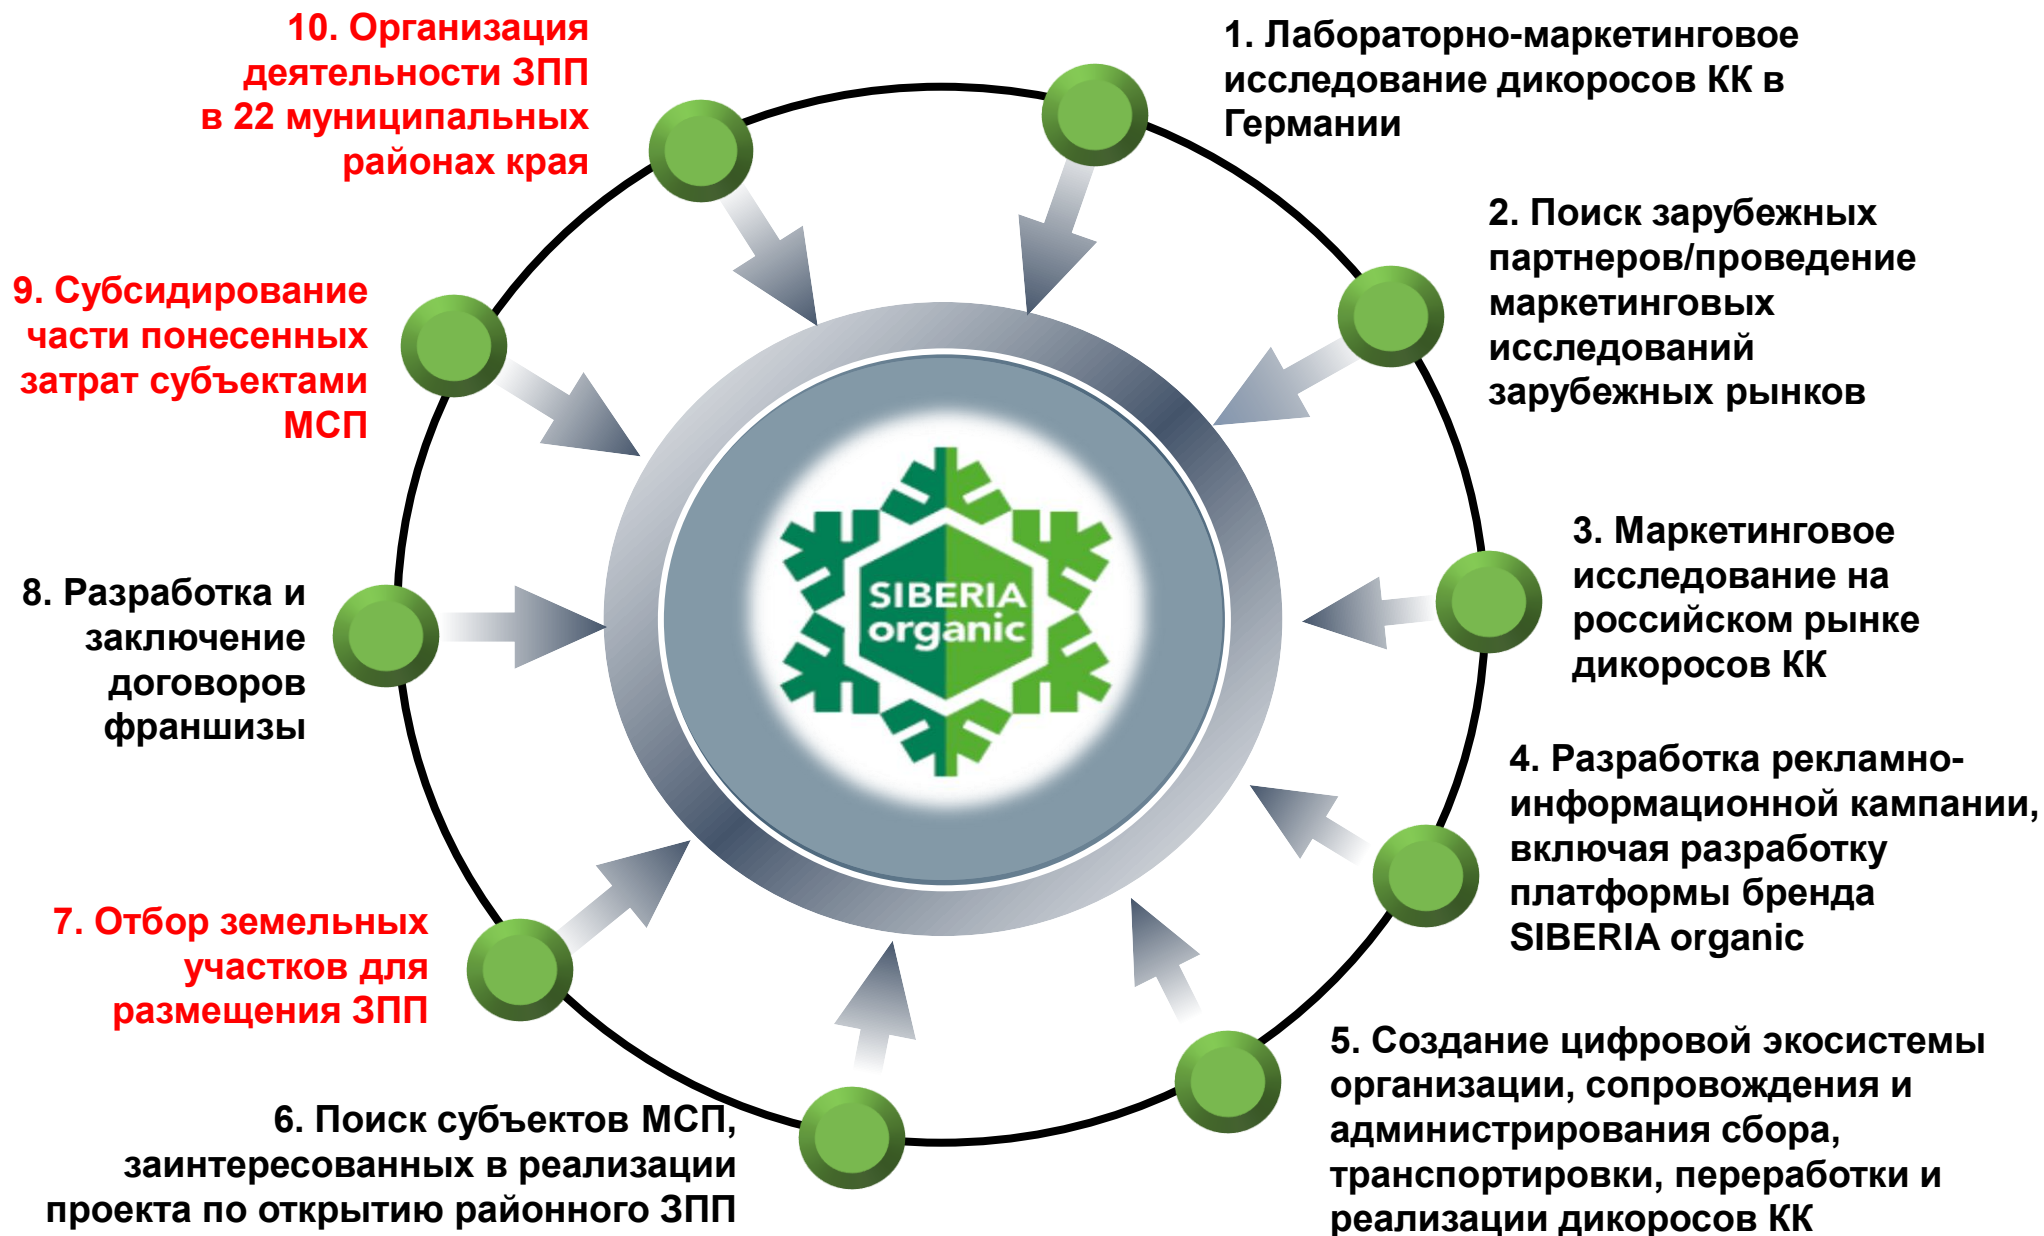 1. Лабораторно-маркетинговое
исследование дикоросов КК в
Германии
2. Поиск зарубежных
партнеров/проведение
маркетинговых
исследований
зарубежных рынков
3. Маркетинговое
исследование на
российском рынке
дикоросов КК
4. Разработка рекламно-
информационной кампании,
включая разработку
платформы бренда
SIBERIA organic
5. Создание цифровой экосистемы
организации, сопровождения и
администрирования сбора,
транспортировки, переработки и
реализации дикоросов КК
6. Поиск субъектов МСП,
заинтересованных в реализации
проекта по открытию районного ЗПП
7. Отбор земельных
участков для
размещения ЗПП
8. Разработка и
заключение
договоров
франшизы
9. Субсидирование
части понесенных
затрат субъектами
МСП
10. Организация
деятельности ЗПП
в 22 муниципальных
районах края
SIBERIA
organic